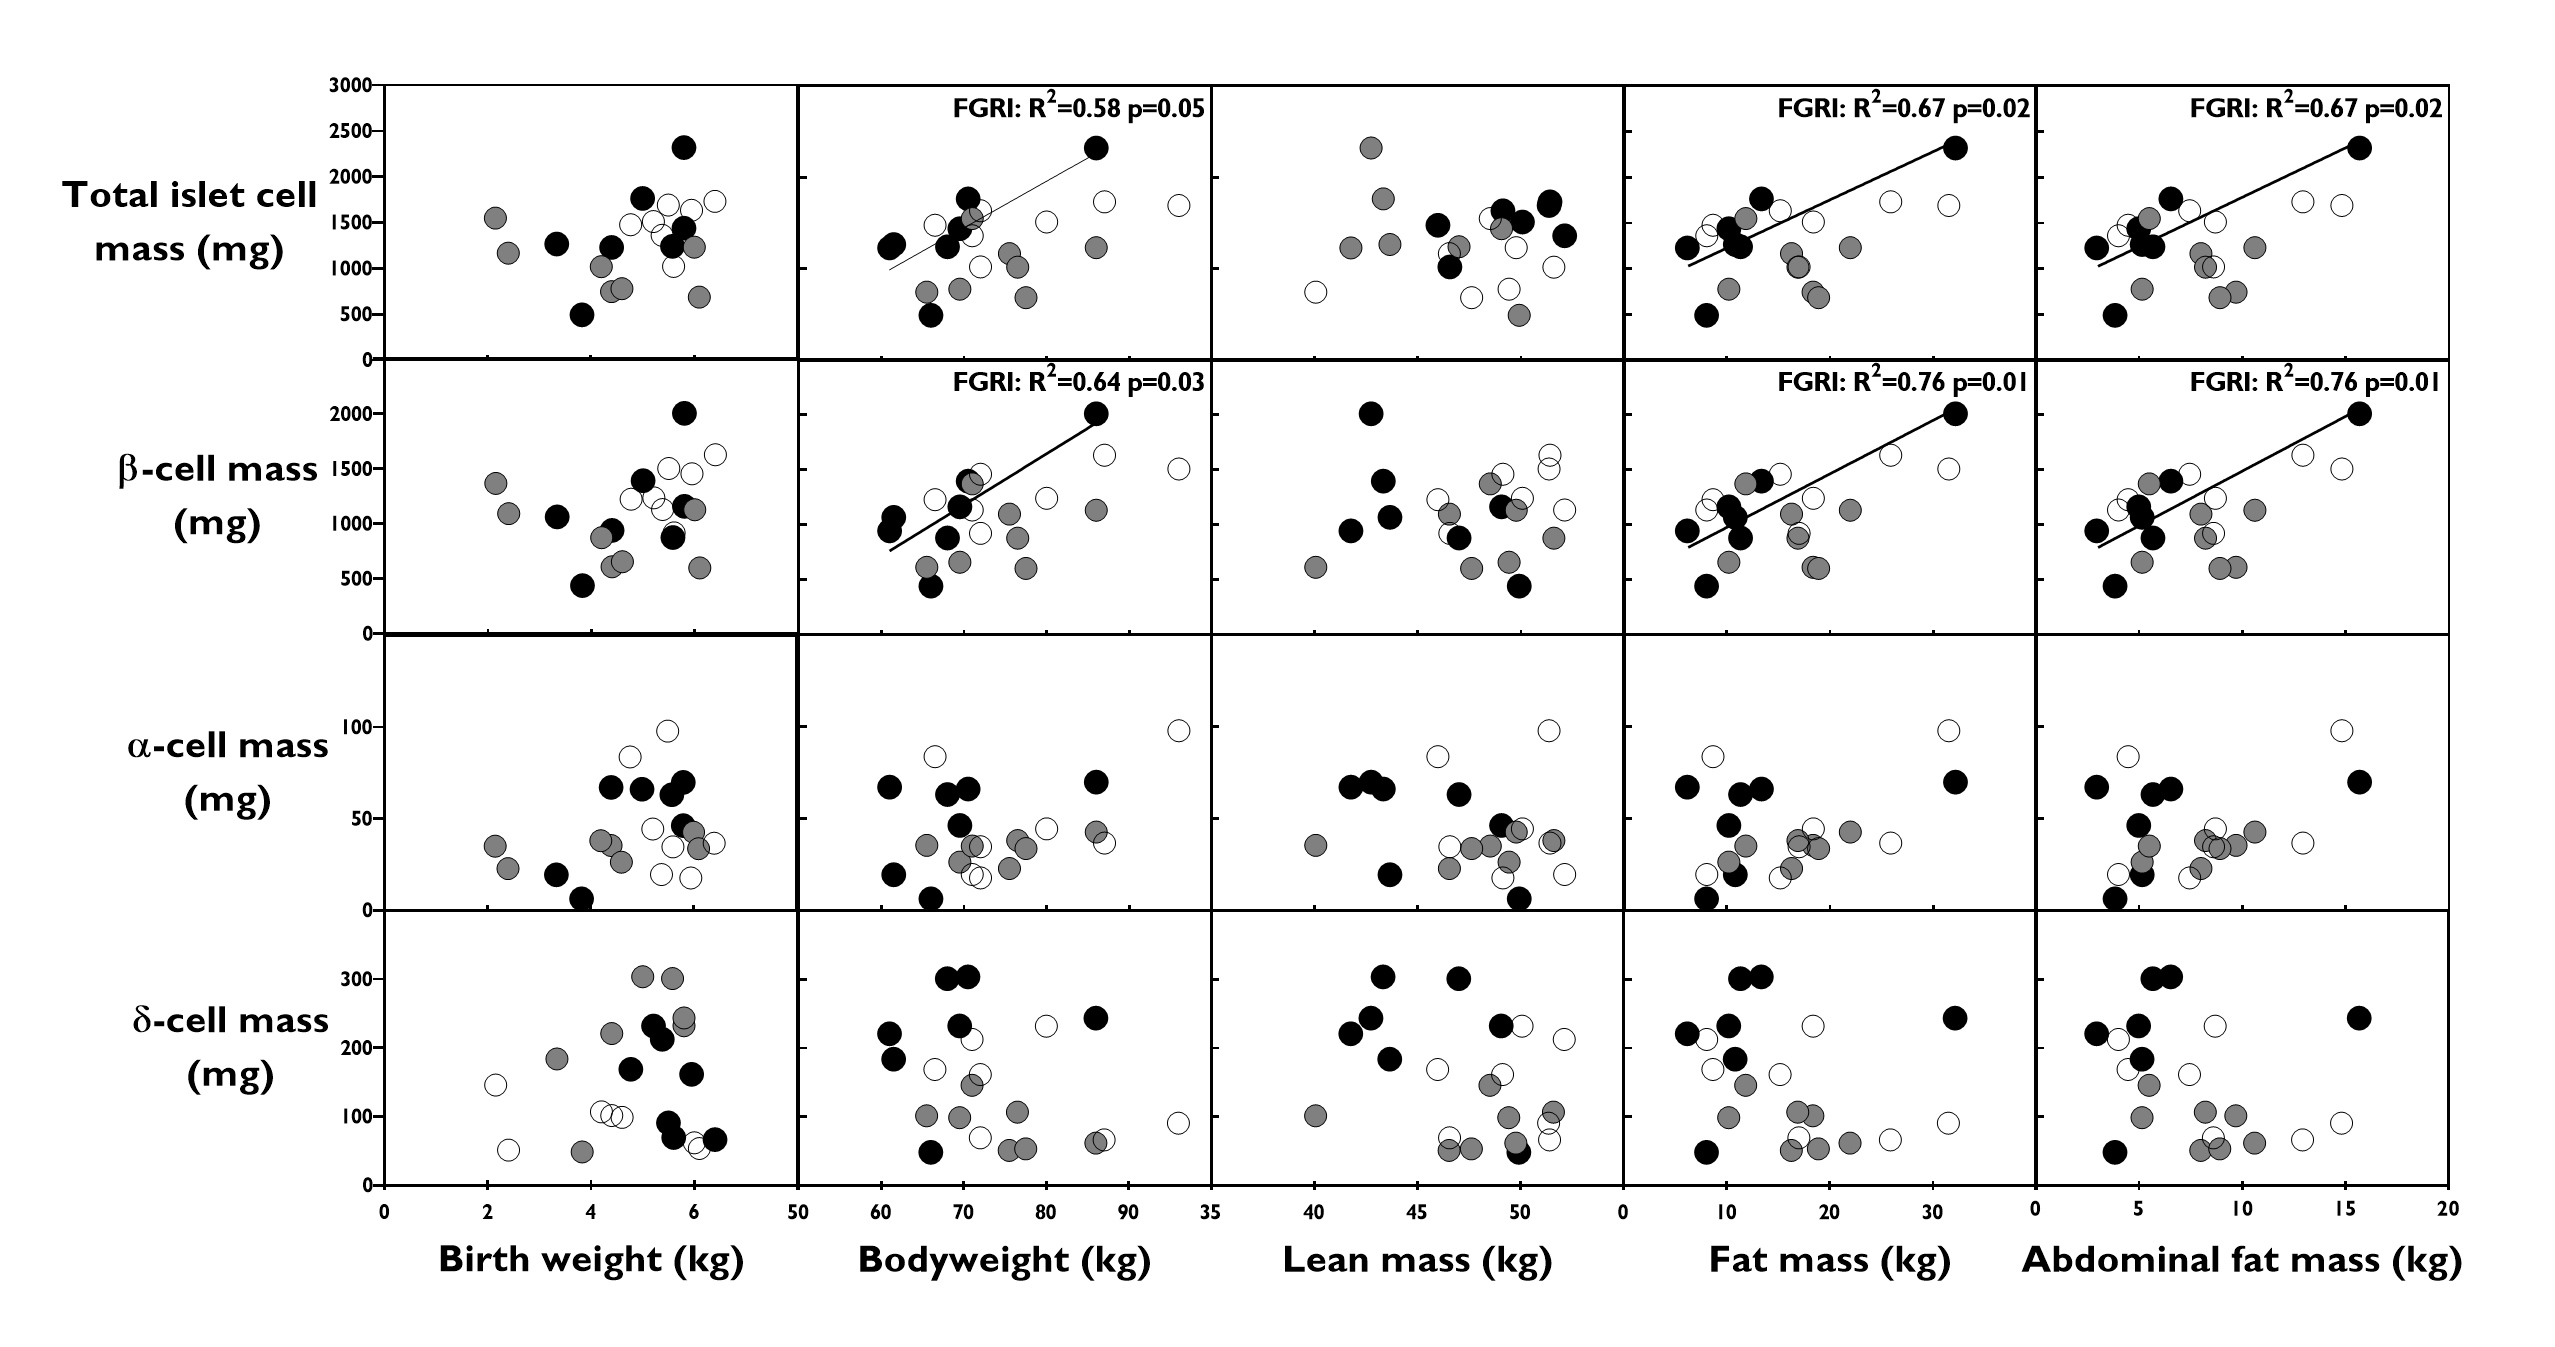 3000
FGRI: R²=0.58 p=0.05
FGRI: R²=0.67 p=0.02
FGRI: R²=0.67 p=0.02
2500
2000
Total islet cell
mass (mg)
1500
1000
500
0
FGRI: R²=0.64 p=0.03
FGRI: R²=0.76 p=0.01
FGRI: R²=0.76 p=0.01
2000
β-cell mass
(mg)
1500
1000
500
0
100
α-cell mass
(mg)
50
0
300
δ-cell mass
(mg)
200
100
0
0 2 4 6 50 60 70 80 90 35 40 45 50 0 10 20 30 0 5 10 15 20
Birth weight (kg) Bodyweight (kg) Lean mass (kg) Fat mass (kg) Abdominal fat mass (kg)